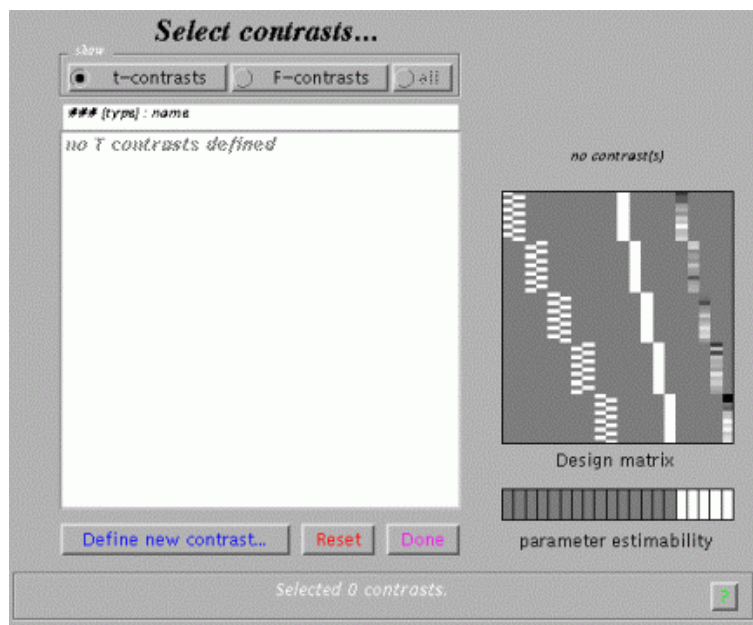 Select contrasts...
show
t-contrasts
F-contrasts
all
### {type} : name
no T contrasts defined
no contrast(s)
Design matrix
parameter estimability
Define new contrast...
Reset
Done
Selected 0 contrasts.
?